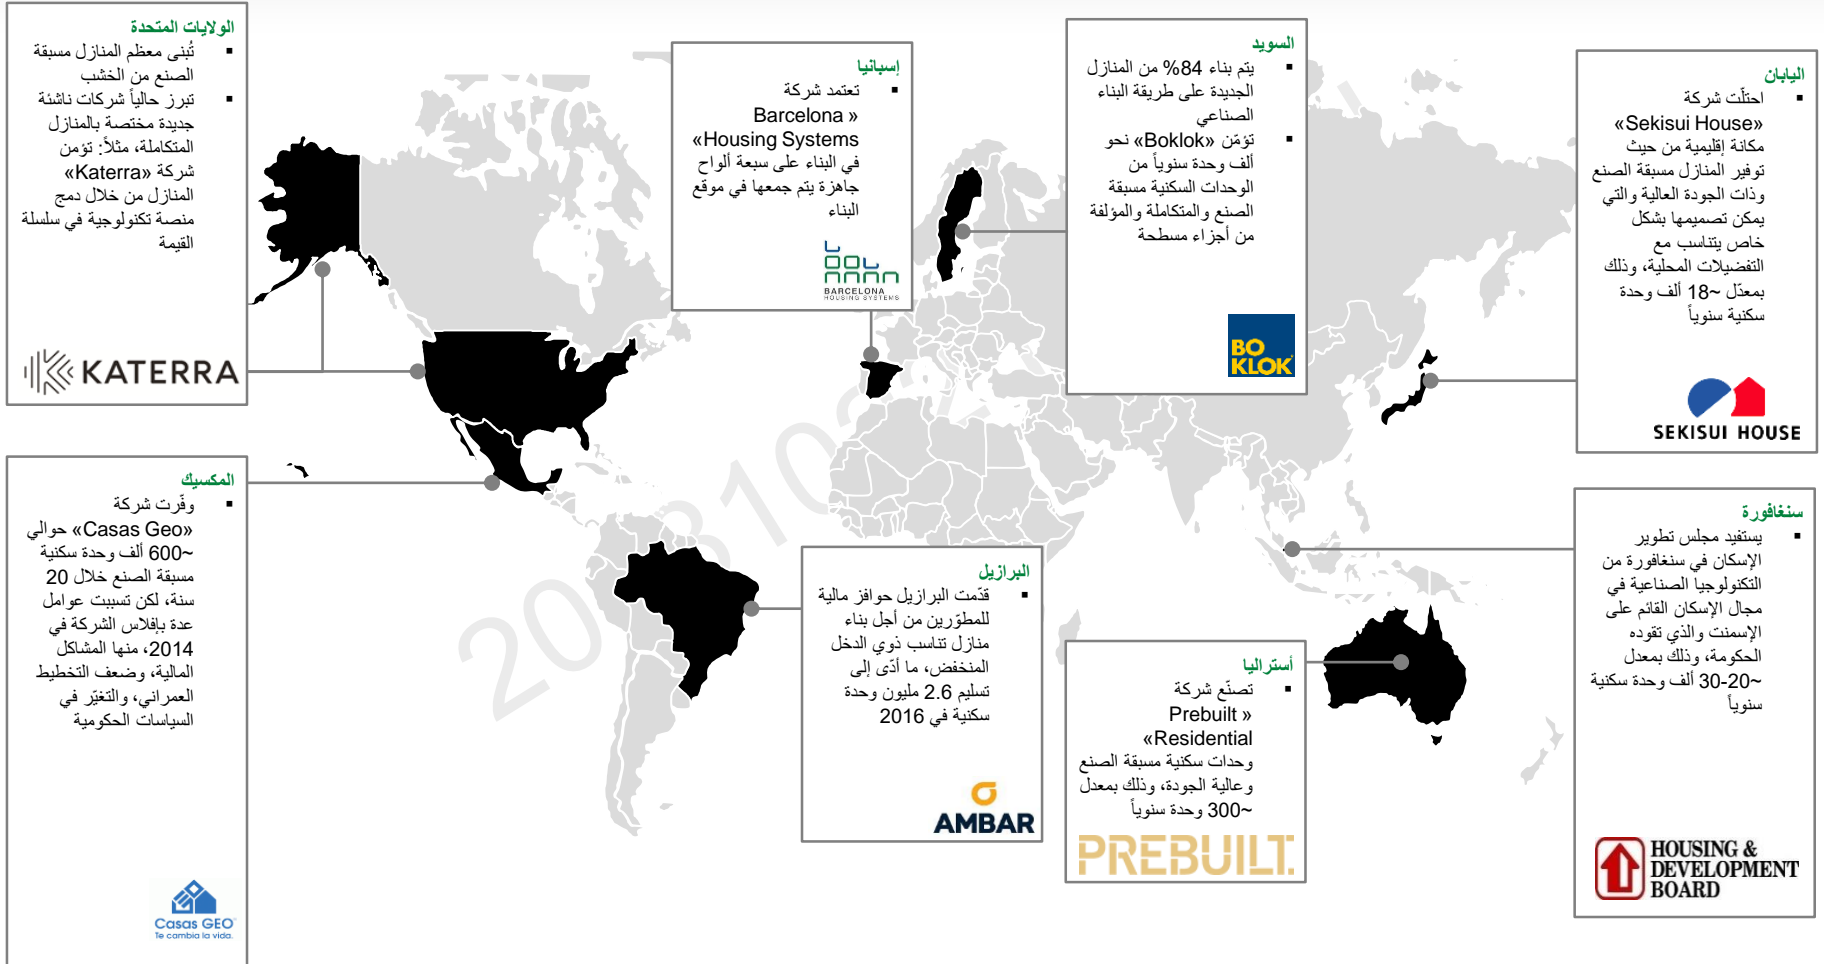 الولايات المتحدة
▪ تُبنى معظم المنازل مسبقة
الصنع من الخشب
▪ تبرز حالياً شركات ناشئة
جديدة مختصة بالمنازل
المتكاملة، مثلاً: تؤمن
شركة «Katerra»
المنازل من خلال دمج
منصة تكنولوجية في سلسلة
القيمة
KATERRA
إسبانيا
▪ تعتمد شركة
«Barcelona
Housing Systems»
في البناء على سبعة ألواح
جاهزة يتم جمعها في موقع
البناء
BARCELONA
HOUSING SYSTEMS
السويد
▪ يتم بناء 84% من المنازل
الجديدة على طريقة البناء
الصناعي
▪ تؤمّن «Boklok» نحو
ألف وحدة سنوياً من
الوحدات السكنية مسبقة
الصنع والمتكاملة والمؤلفة
من أجزاء مسطحة
BO
KLOK
اليابان
▪ احتلّت شركة
«Sekisui House»
مكانة إقليمية من حيث
توفير المنازل مسبقة الصنع
وذات الجودة العالية والتي
يمكن تصميمها بشكل
خاص يتناسب مع
التفضيلات المحلية، وذلك
بمعدّل ~18 ألف وحدة
سكنية سنوياً
SEKISUI HOUSE
المكسيك
▪ وفّرت شركة
«Casas Geo» حوالي
~600 ألف وحدة سكنية
مسبقة الصنع خلال 20
سنة، لكن تسببت عوامل
عدة بإفلاس الشركة في
2014، منها المشاكل
المالية، وضعف التخطيط
العمراني، والتغيّر في
السياسات الحكومية
Casas GEO
Te cambia la vida.
البرازيل
▪ قدّمت البرازيل حوافز مالية
للمطوّرين من أجل بناء
منازل تناسب ذوي الدخل
المنخفض، ما أدّى إلى
تسليم 2.6 مليون وحدة
سكنية في 2016
AMBAR
أستراليا
▪ تصنّع شركة
«Prebuilt
Residential»
وحدات سكنية مسبقة الصنع
وعالية الجودة، وذلك بمعدل
~300 وحدة سنوياً
PREBUILT.
سنغافورة
▪ يستفيد مجلس تطوير
الإسكان في سنغافورة من
التكنولوجيا الصناعية في
مجال الإسكان القائم على
الإسمنت والذي تقوده
الحكومة، وذلك بمعدل
~20-30 ألف وحدة سكنية
سنوياً
HOUSING &
DEVELOPMENT
BOARD